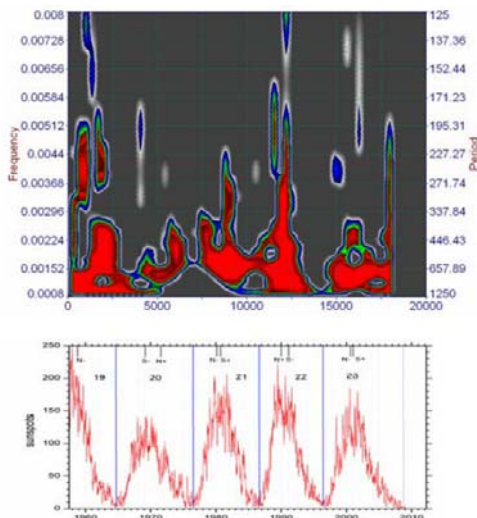 0.008 125
0.00728 137.36
0.00656 152.44
0.00584 171.23
0.00512 195.31
0.0044 227.27
0.00368 271.74
0.00296 337.84
0.00224 446.43
0.00152 657.89
0.0008 1250
Frequency
Period
0 5000 10000 15000 20000
250
200
150
100
50
0
sunspots
N- S- N+ N- S+ N+ S- N- S+
19 20 21 22 23
1960 1970 1980 1990 2000 2010